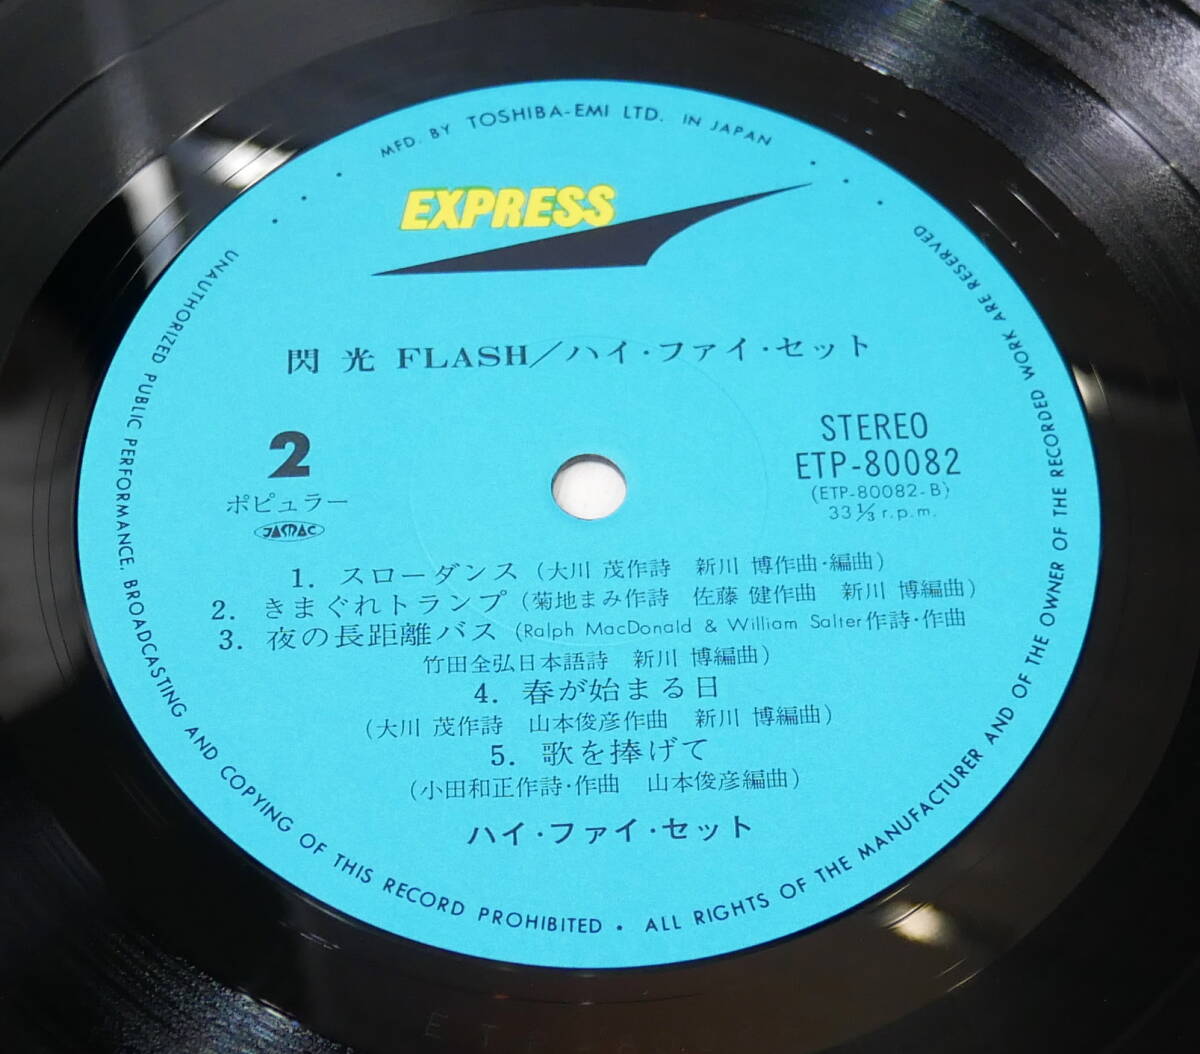 MFD. BY TOSHIBA-EMI LTD. IN JAPAN
EXPRESS
閃光 FLASH／ハイ・ファイ・セット
2
ポピュラー
JASRAC
STEREO
ETP-80082
(ETP-80082-B)
33 1/3 r.p.m.
1. スローダンス (大川 茂作詩 新川 博作曲・編曲)
2. きまぐれトランプ (菊地まみ作詩 佐藤 健作曲 新川 博編曲)
3. 夜の長距離バス (Ralph MacDonald & William Salter作詩・作曲
竹田全弘日本語詩 新川 博編曲)
4. 春が始まる日
(大川 茂作詩 山本俊彦作曲 新川 博編曲)
5. 歌を捧げて
(小田和正作詩・作曲 山本俊彦編曲)
ハイ・ファイ・セット
UNAUTHORIZED PUBLIC PERFORMANCE, BROADCASTING AND COPYING OF THIS RECORD PROHIBITED • ALL RIGHTS OF THE MANUFACTURER AND OF THE OWNER OF THE RECORDED WORK ARE RESERVED